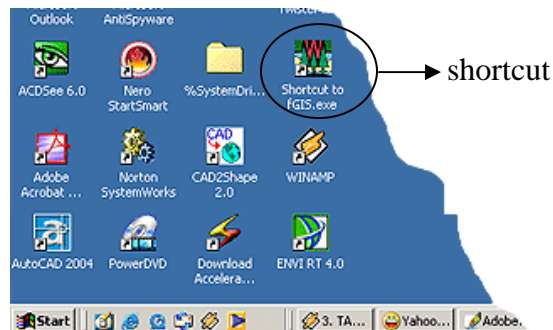 Outlook
AntiSpyware
ACDSee 6.0
Nero
StartSmart
%SystemDri...
Shortcut to
fGIS.exe
shortcut
Adobe
Acrobat ...
Norton
SystemWorks
CAD
CAD2Shape
2.0
WINAMP
AutoCAD 2004
PowerDVD
Download
Accelera...
ENVI RT 4.0
Start
3. TA...
Yahoo...
Adobe.